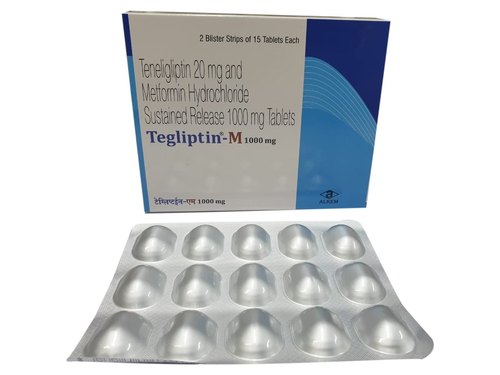 2 Blister Strips of 15 Tablets Each
Teneligliptin 20 mg and
Metformin Hydrochloride
Sustained Release 1000 mg Tablets
Tegliptin®-M 1000 mg
टेग्लिप्टईन-एम 1000 mg
ALKEM